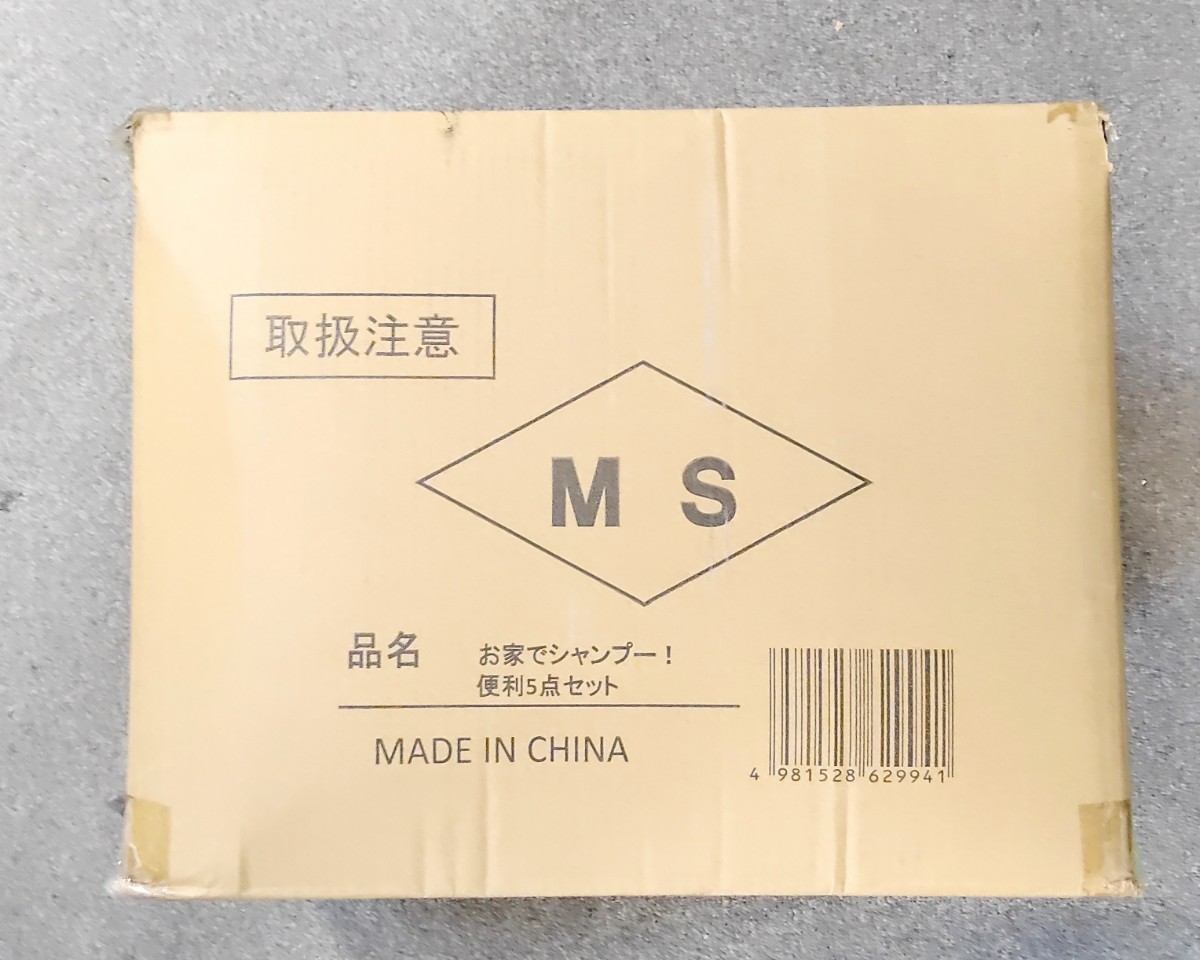 取扱注意
M S
品名 お家でシャンプー！
便利5点セット
MADE IN CHINA
4 981528 629941